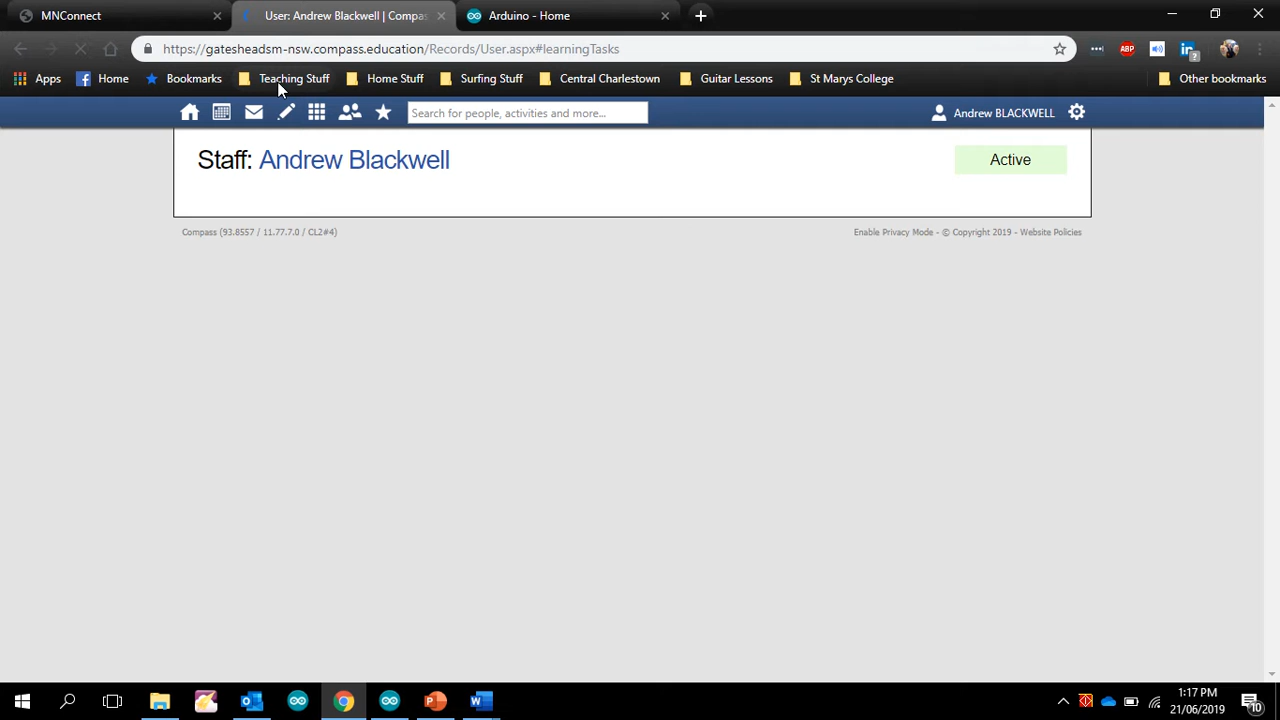 MNConnect
User: Andrew Blackwell | Compas
Arduino - Home
https://gatesheadsm-nsw.compass.education/Records/User.aspx#learningTasks
ABP
Apps
Home
Bookmarks
Teaching Stuff
Home Stuff
Surfing Stuff
Central Charlestown
Guitar Lessons
St Marys College
Other bookmarks
Search for people, activities and more...
Andrew BLACKWELL
Staff: Andrew Blackwell
Active
Compass (93.8557 / 11.77.7.0 / CL2#4)
Enable Privacy Mode - © Copyright 2019 - Website Policies
1:17 PM
21/06/2019
10